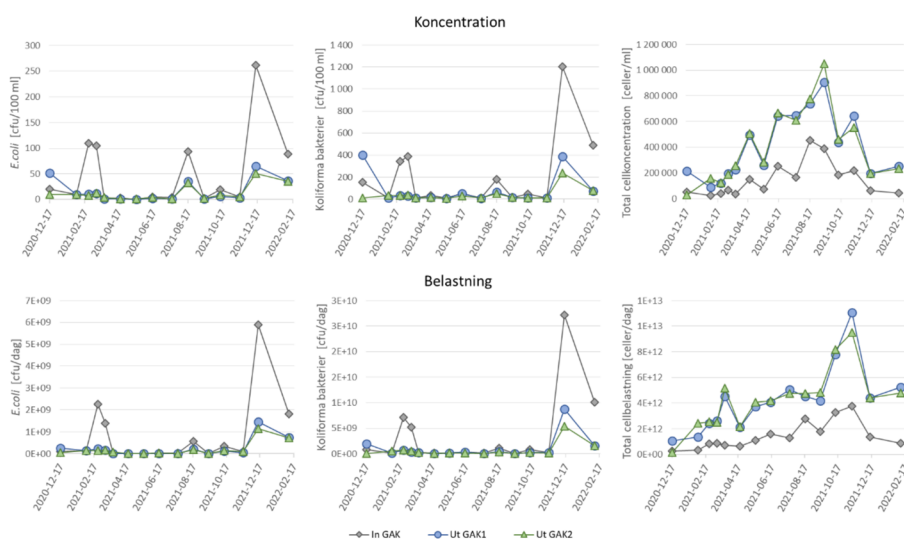 Koncentration
E.coli [cfu/100 ml]
300
250
200
150
100
50
0
2020-12-17
2021-02-17
2021-04-17
2021-06-17
2021-08-17
2021-10-17
2021-12-17
2022-02-17
Koliforma bakterier [cfu/100 ml]
1 400
1 200
1 000
800
600
400
200
0
2020-12-17
2021-02-17
2021-04-17
2021-06-17
2021-08-17
2021-10-17
2021-12-17
2022-02-17
Total cellkoncentration [celler/ml]
1 200 000
1 000 000
800 000
600 000
400 000
200 000
0
2020-12-17
2021-02-17
2021-04-17
2021-06-17
2021-08-17
2021-10-17
2021-12-17
2022-02-17
Belastning
E.coli [cfu/dag]
7E+09
6E+09
5E+09
4E+09
3E+09
2E+09
1E+09
0E+00
2020-12-17
2021-02-17
2021-04-17
2021-06-17
2021-08-17
2021-10-17
2021-12-17
2022-02-17
Koliforma bakterier [cfu/dag]
3E+10
3E+10
2E+10
2E+10
1E+10
5E+09
0E+00
2020-12-17
2021-02-17
2021-04-17
2021-06-17
2021-08-17
2021-10-17
2021-12-17
2022-02-17
Total cellbelastning [celler/dag]
1E+13
1E+13
8E+12
6E+12
4E+12
2E+12
0E+00
2020-12-17
2021-02-17
2021-04-17
2021-06-17
2021-08-17
2021-10-17
2021-12-17
2022-02-17
In GAK
Ut GAK1
Ut GAK2